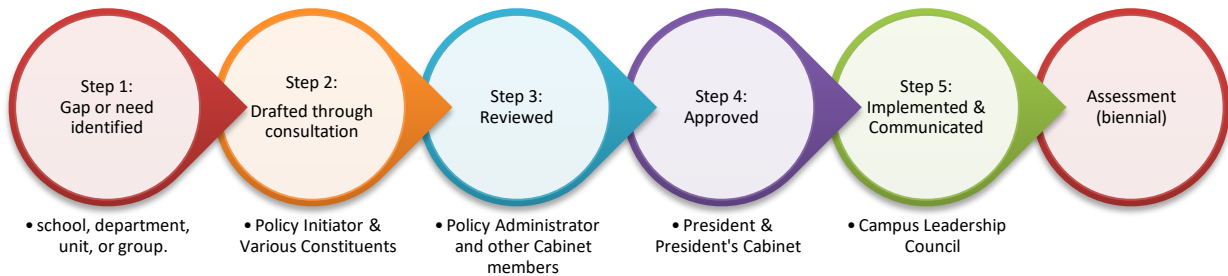 Step 1:
Gap or need
identified
Step 2:
Drafted through
consultation
Step 3:
Reviewed
Step 4:
Approved
Step 5:
Implemented &
Communicated
Assessment
(biennial)
• school, department,
unit, or group.
• Policy Initiator &
Various Constituents
• Policy Administrator
and other Cabinet
members
• President &
President's Cabinet
• Campus Leadership
Council